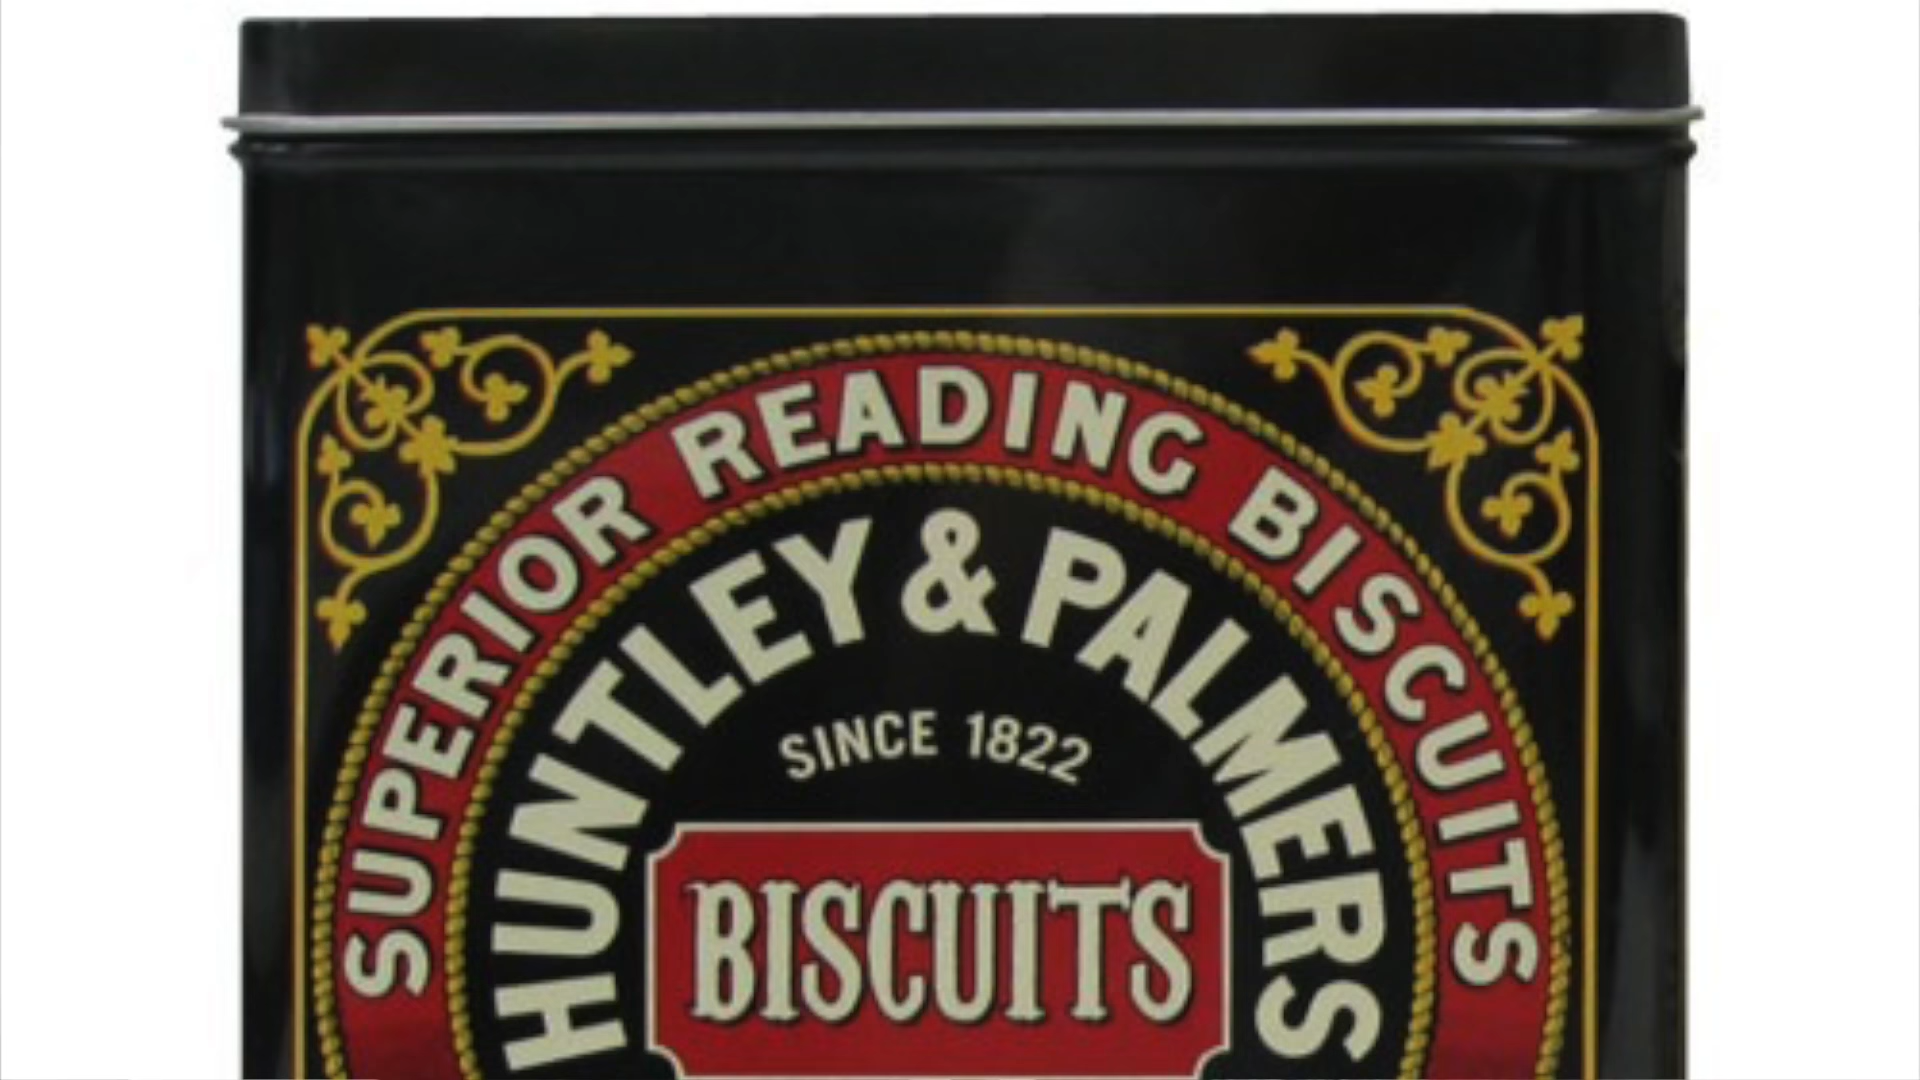 SUPERIOR READING BISCUITS
HUNTLEY & PALMERS
SINCE 1822
BISCUITS